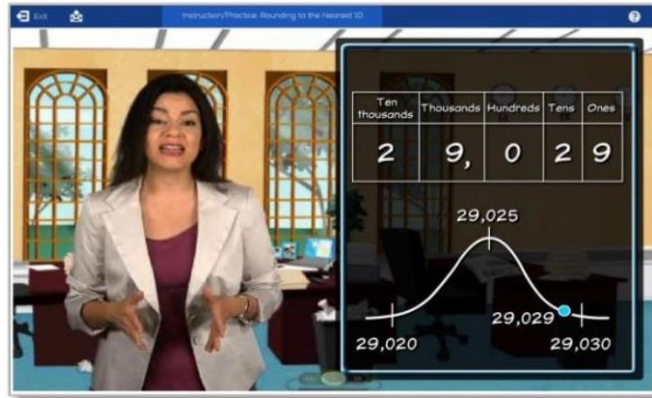 Exit
Instruction/Practice: Rounding to the Nearest 10
?
Ten thousands Thousands Hundreds Tens Ones
2 9, 0 2 9
29,025
29,029
29,020 29,030